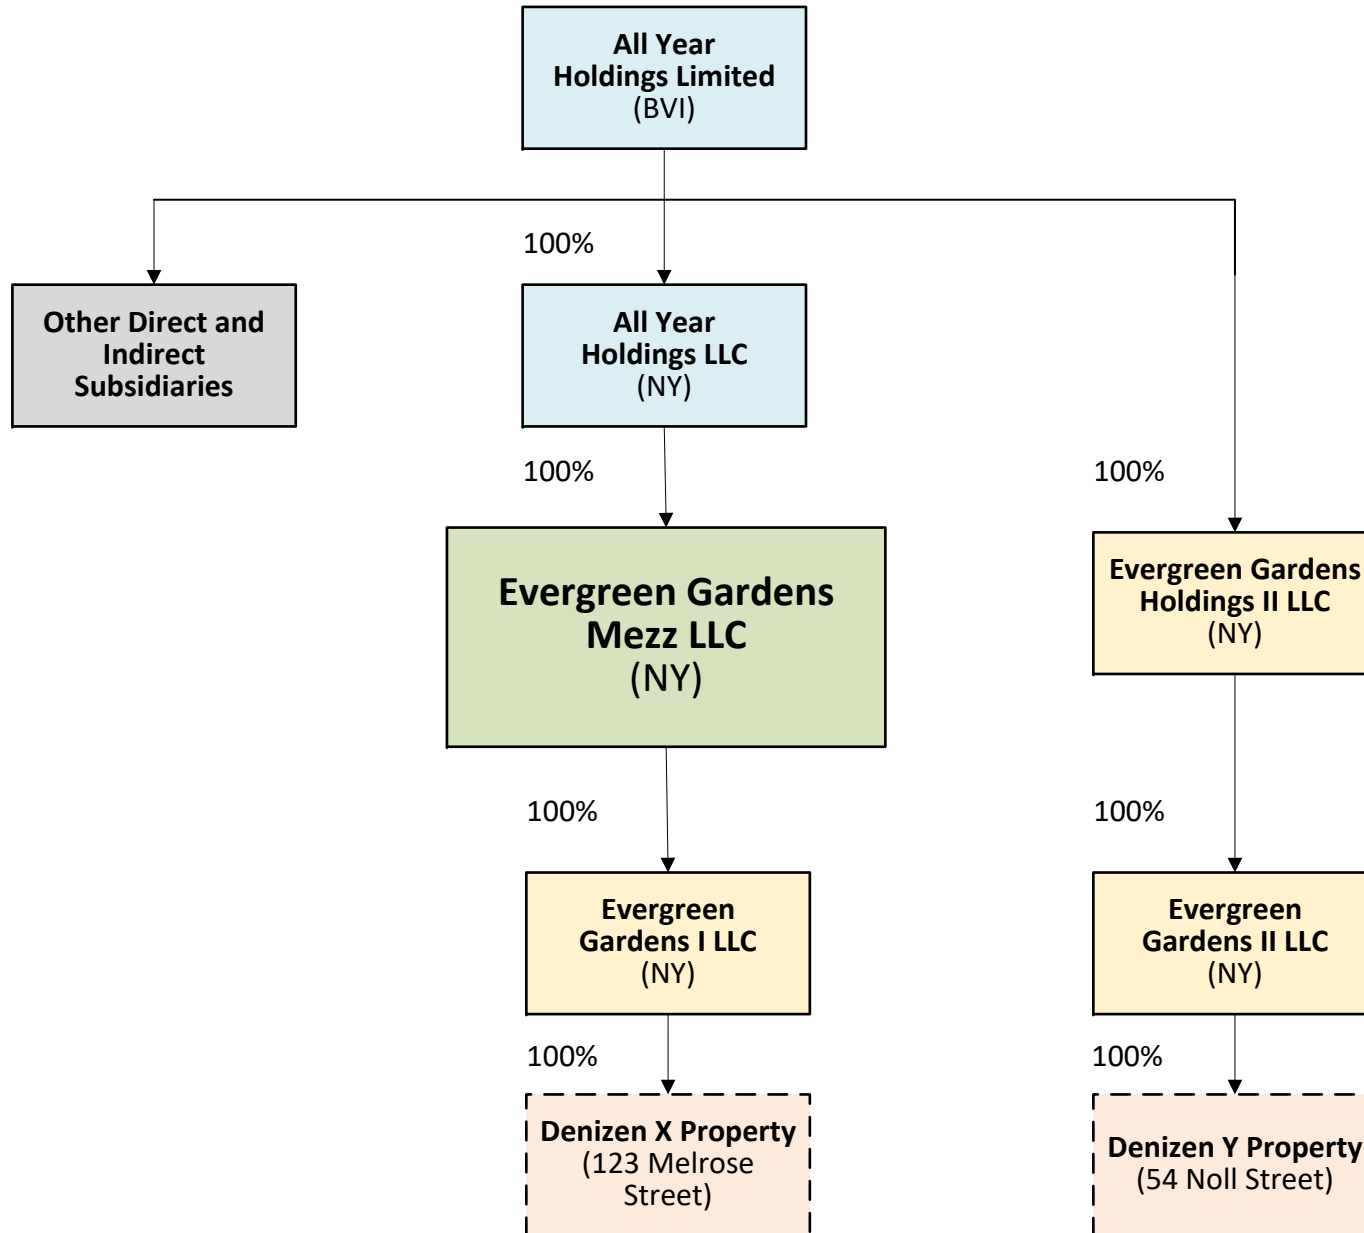 All Year
Holdings Limited
(BVI)
100%
Other Direct and
Indirect
Subsidiaries
All Year
Holdings LLC
(NY)
100%
100%
Evergreen Gardens
Mezz LLC
(NY)
Evergreen Gardens
Holdings II LLC
(NY)
100%
100%
Evergreen
Gardens I LLC
(NY)
Evergreen
Gardens II LLC
(NY)
100%
100%
Denizen X Property
(123 Melrose
Street)
Denizen Y Property
(54 Noll Street)